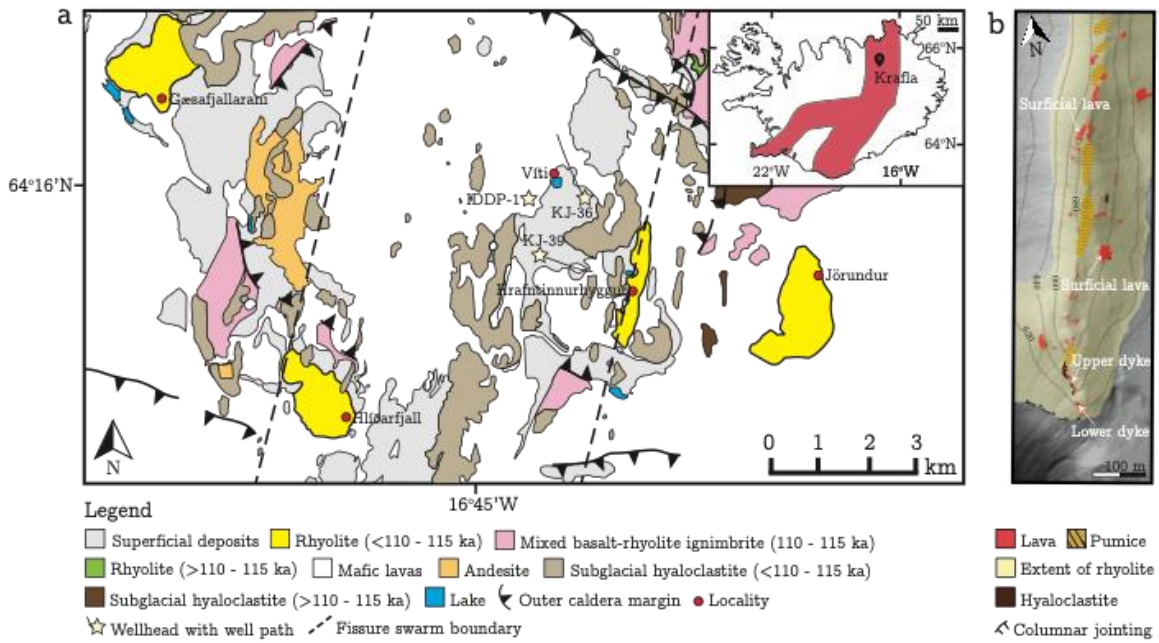 a
b
50 km
66°N
Krafla
64°N
22°W
16°W
N
Gæsafjallarani
Surficial lava
Víti
64°16'N
IDDP-1
KJ-36
KJ-39
Hrafntinnuhryggur
Jörundur
Surficial lava
Upper dyke
Hlíðarfjall
Lower dyke
N
0 1 2 3
km
100 m
16°45'W
Legend
Superficial deposits Rhyolite (<110 - 115 ka) Mixed basalt-rhyolite ignimbrite (110 - 115 ka)
Rhyolite (>110 - 115 ka) Mafic lavas Andesite Subglacial hyaloclastite (<110 - 115 ka)
Subglacial hyaloclastite (>110 - 115 ka) Lake Outer caldera margin Locality
Wellhead with well path Fissure swarm boundary
Lava Pumice
Extent of rhyolite
Hyaloclastite
Columnar jointing